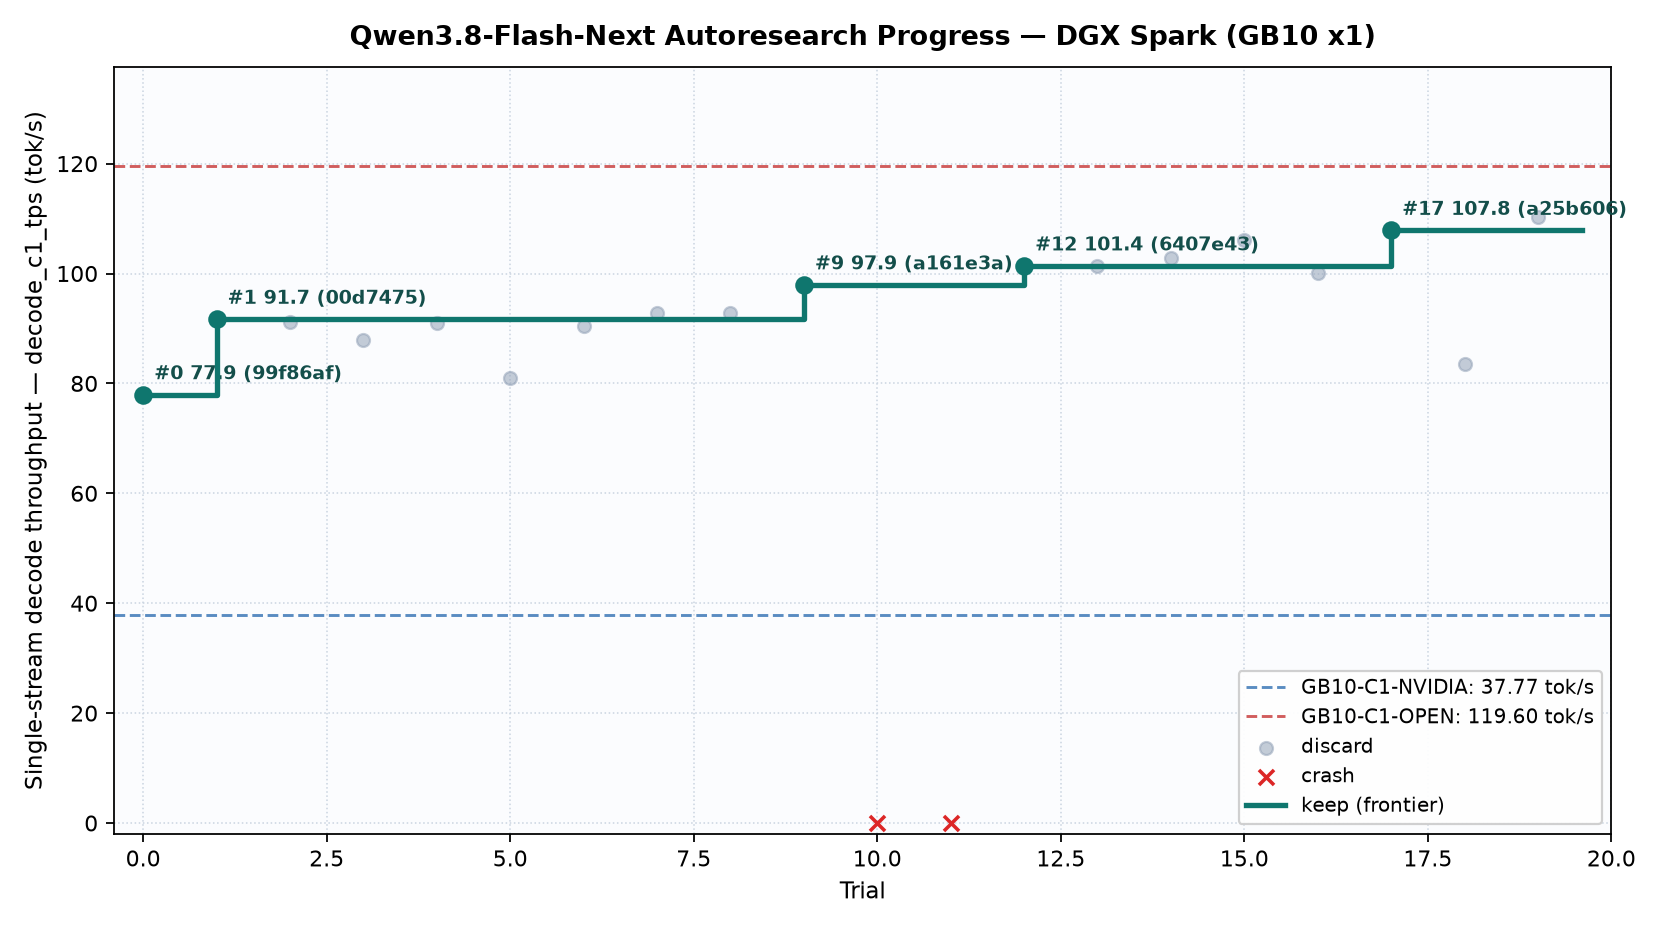 Qwen3.8-Flash-Next Autoresearch Progress — DGX Spark (GB10 x1)
Single-stream decode throughput — decode_c1_tps (tok/s)
120
100
80
60
40
20
0
#0 77.9 (99f86af)
#1 91.7 (00d7475)
#9 97.9 (a161e3a)
#12 101.4 (6407e43)
#17 107.8 (a25b606)
GB10-C1-NVIDIA: 37.77 tok/s
GB10-C1-OPEN: 119.60 tok/s
discard
crash
keep (frontier)
0.0 2.5 5.0 7.5 10.0 12.5 15.0 17.5 20.0
Trial